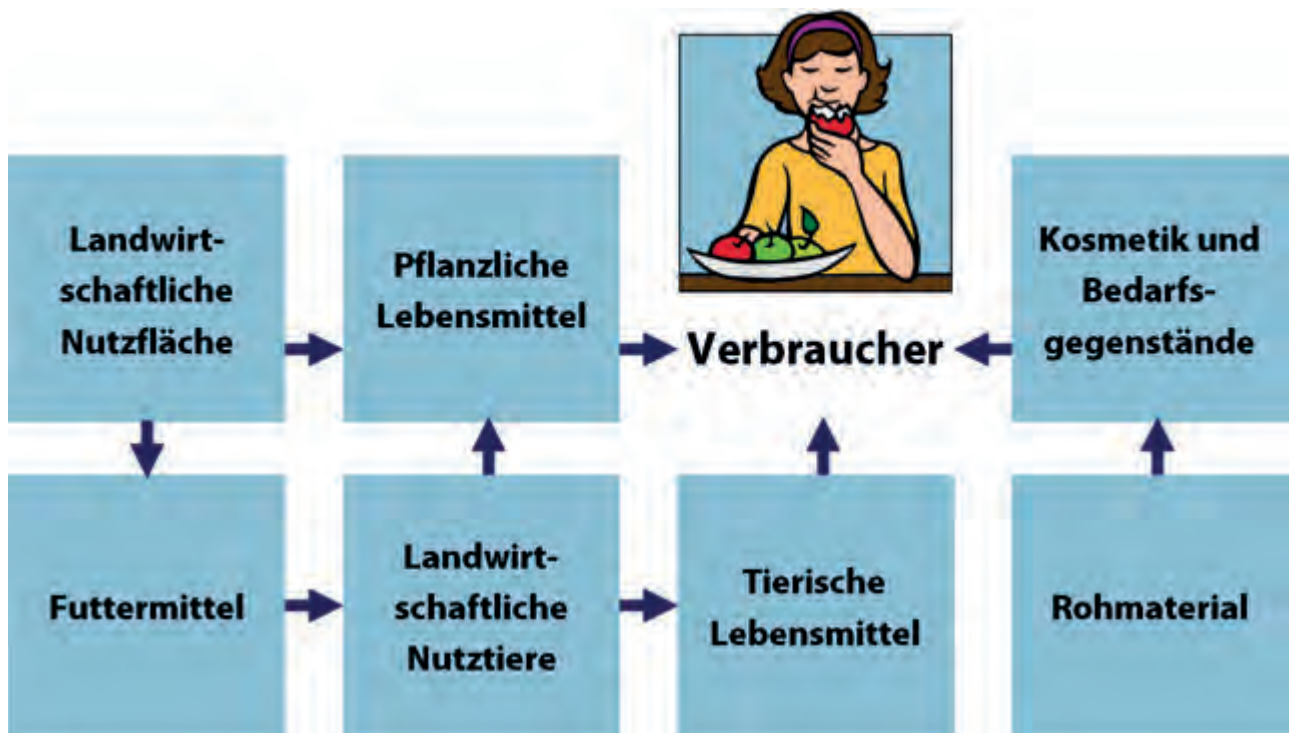 Landwirt-
schaftliche
Nutzfläche
Pflanzliche
Lebensmittel
Verbraucher
Kosmetik und
Bedarfs-
gegenstände
Futtermittel
Landwirt-
schaftliche
Nutztiere
Tierische
Lebensmittel
Rohmaterial